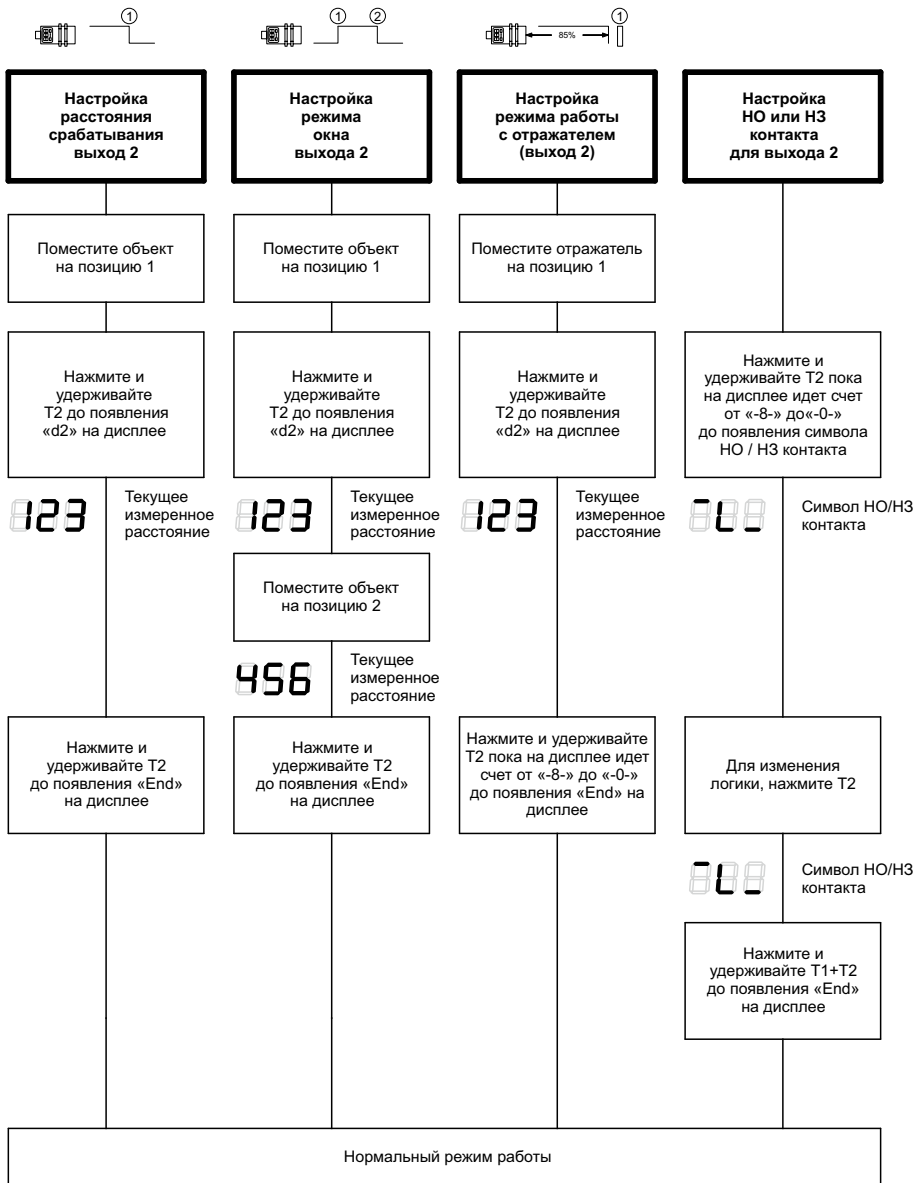 ①
① ②
85%
①
Настройка
расстояния
срабатывания
выход 2
Настройка
режима
окна
выхода 2
Настройка
режима работы
с отражателем
(выход 2)
Настройка
НО или НЗ
контакта
для выхода 2
Поместите объект
на позицию 1
Поместите объект
на позицию 1
Поместите отражатель
на позицию 1
Нажмите и
удерживайте
T2 до появления
«d2» на дисплее
Нажмите и
удерживайте
T2 до появления
«d2» на дисплее
Нажмите и
удерживайте
T2 до появления
«d2» на дисплее
Нажмите и
удерживайте T2 пока
на дисплее идет счет
от «-8-» до«-0-»
до появления символа
НО / НЗ контакта
123
Текущее
измеренное
расстояние
123
Текущее
измеренное
расстояние
123
Текущее
измеренное
расстояние
¯L_
Символ НО/НЗ
контакта
Поместите объект
на позицию 2
456
Текущее
измеренное
расстояние
Нажмите и
удерживайте T2
до появления «End»
на дисплее
Нажмите и
удерживайте T2
до появления «End»
на дисплее
Нажмите и удерживайте
T2 пока на дисплее идет
счет от «-8-» до «-0-»
до появления «End» на
дисплее
Для изменения
логики, нажмите T2
¯L_
Символ НО/НЗ
контакта
Нажмите и
удерживайте T1+T2
до появления «End»
на дисплее
Нормальный режим работы